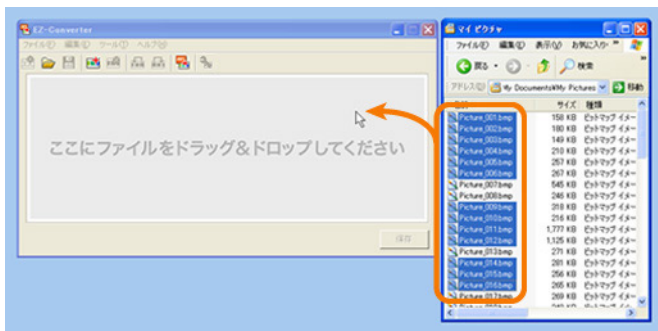 EZ-Converter
ファイル(F) 編集(E) ツール(T) ヘルプ(H)
ここにファイルをドラッグ&ドロップしてください
保存
マイ ピクチャ
ファイル(F) 編集(E) 表示(V) お気に入り
戻る 検索
アドレス(D) My Documents¥My Pictures 移動
サイズ 種類
Picture_001.bmp 158 KB ビットマップ イメー
Picture_002.bmp 180 KB ビットマップ イメー
Picture_003.bmp 149 KB ビットマップ イメー
Picture_004.bmp 210 KB ビットマップ イメー
Picture_005.bmp 257 KB ビットマップ イメー
Picture_006.bmp 267 KB ビットマップ イメー
Picture_007.bmp 545 KB ビットマップ イメー
Picture_008.bmp 246 KB ビットマップ イメー
Picture_009.bmp 318 KB ビットマップ イメー
Picture_010.bmp 216 KB ビットマップ イメー
Picture_011.bmp 1,777 KB ビットマップ イメー
Picture_012.bmp 1,125 KB ビットマップ イメー
Picture_013.bmp 271 KB ビットマップ イメー
Picture_014.bmp 281 KB ビットマップ イメー
Picture_015.bmp 256 KB ビットマップ イメー
Picture_016.bmp 265 KB ビットマップ イメー
Picture_017.bmp 269 KB ビットマップ イメー